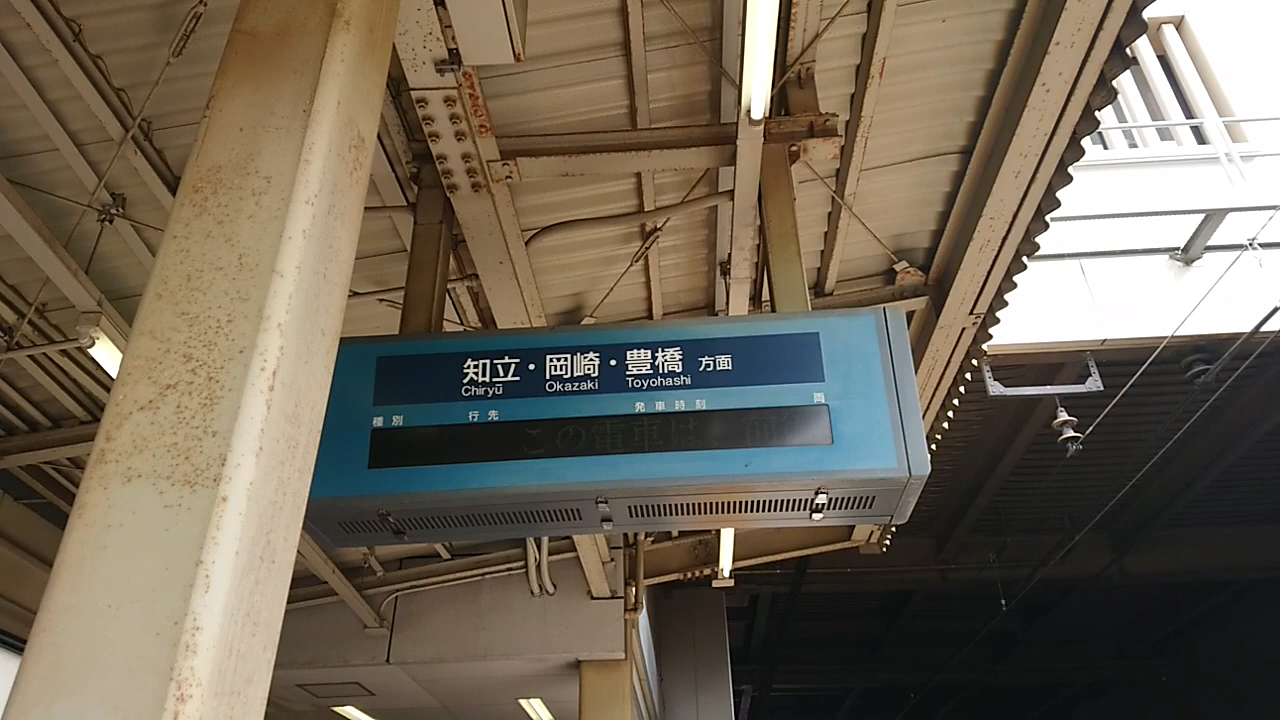 知立・岡崎・豊橋 方面
Chiryū Okazaki Toyohashi
種別 行先 発車時刻 両
この電車は、前